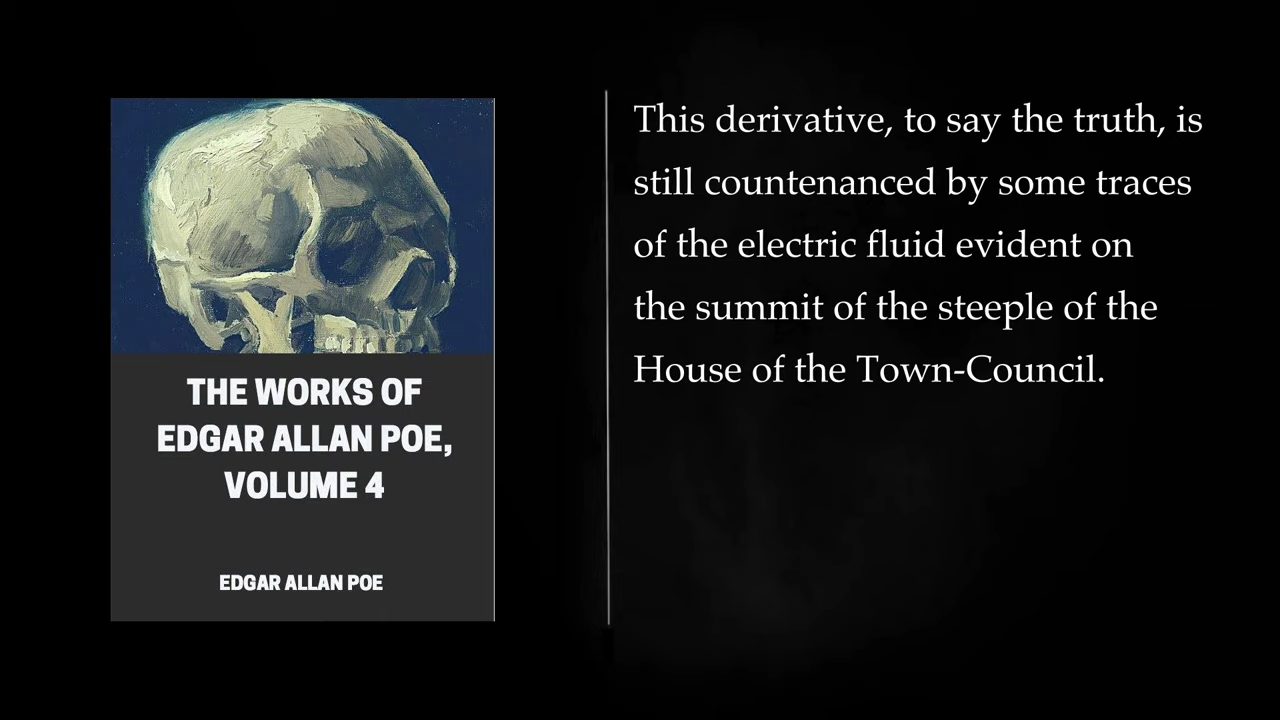 THE WORKS OF
EDGAR ALLAN POE,
VOLUME 4
EDGAR ALLAN POE
This derivative, to say the truth, is
still countenanced by some traces
of the electric fluid evident on
the summit of the steeple of the
House of the Town-Council.